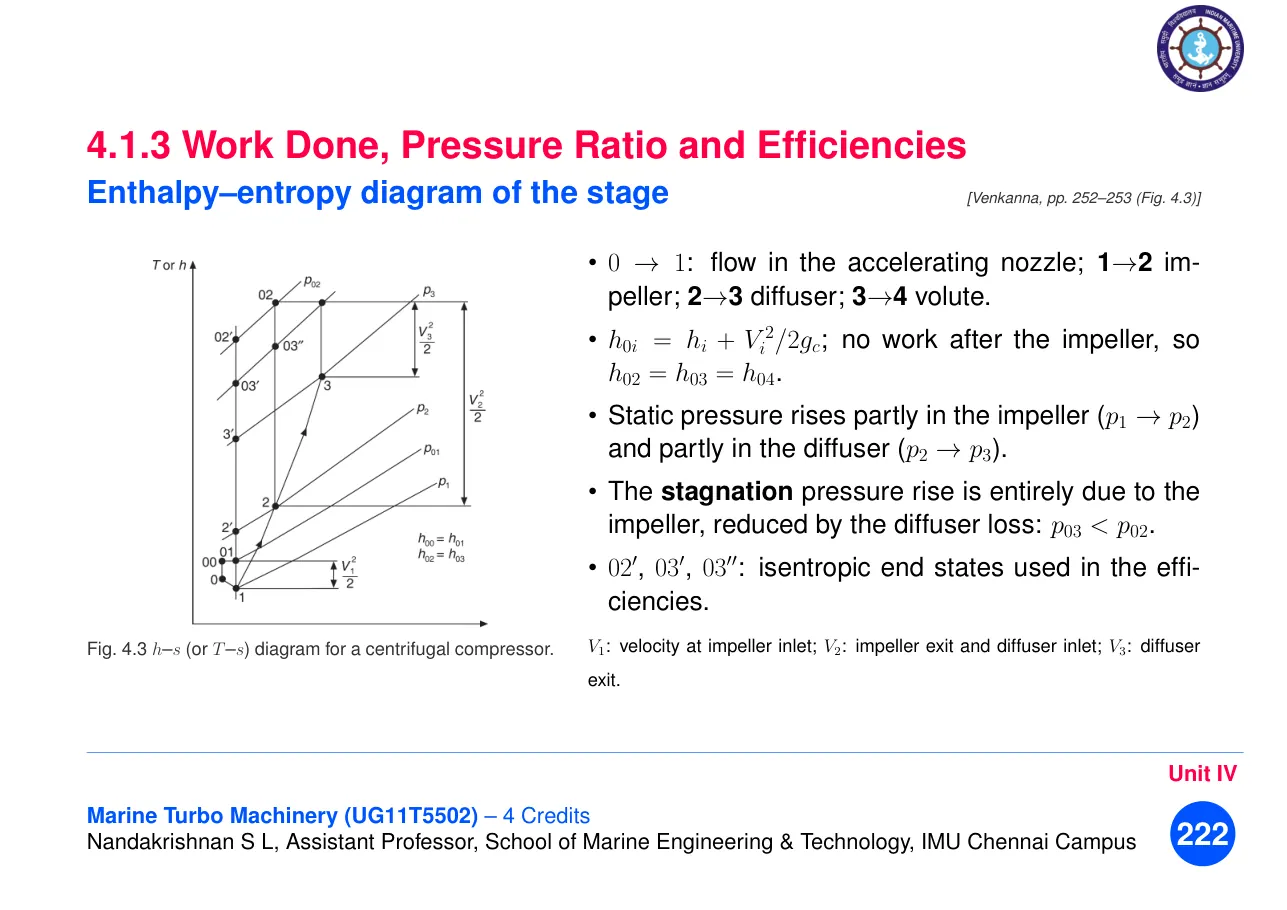 INDIAN MARITIME UNIVERSITY
4.1.3 Work Done, Pressure Ratio and Efficiencies
Enthalpy–entropy diagram of the stage
[Venkanna, pp. 252–253 (Fig. 4.3)]
T or h
p02
02
p3
V3²/2
02′
03″
03′
3
V2²/2
p2
3′
p01
p1
2
2′
h00 = h01
h02 = h03
01
00
V1²/2
0
1
Fig. 4.3 h–s (or T–s) diagram for a centrifugal compressor.
• 0 → 1: flow in the accelerating nozzle; 1→2 im-
peller; 2→3 diffuser; 3→4 volute.
• h0i = hi + Vi²/2gc; no work after the impeller, so
h02 = h03 = h04.
• Static pressure rises partly in the impeller (p1 → p2)
and partly in the diffuser (p2 → p3).
• The stagnation pressure rise is entirely due to the
impeller, reduced by the diffuser loss: p03 < p02.
• 02′, 03′, 03″: isentropic end states used in the effi-
ciencies.
V1: velocity at impeller inlet; V2: impeller exit and diffuser inlet; V3: diffuser
exit.
Unit IV
Marine Turbo Machinery (UG11T5502) – 4 Credits
Nandakrishnan S L, Assistant Professor, School of Marine Engineering & Technology, IMU Chennai Campus
222